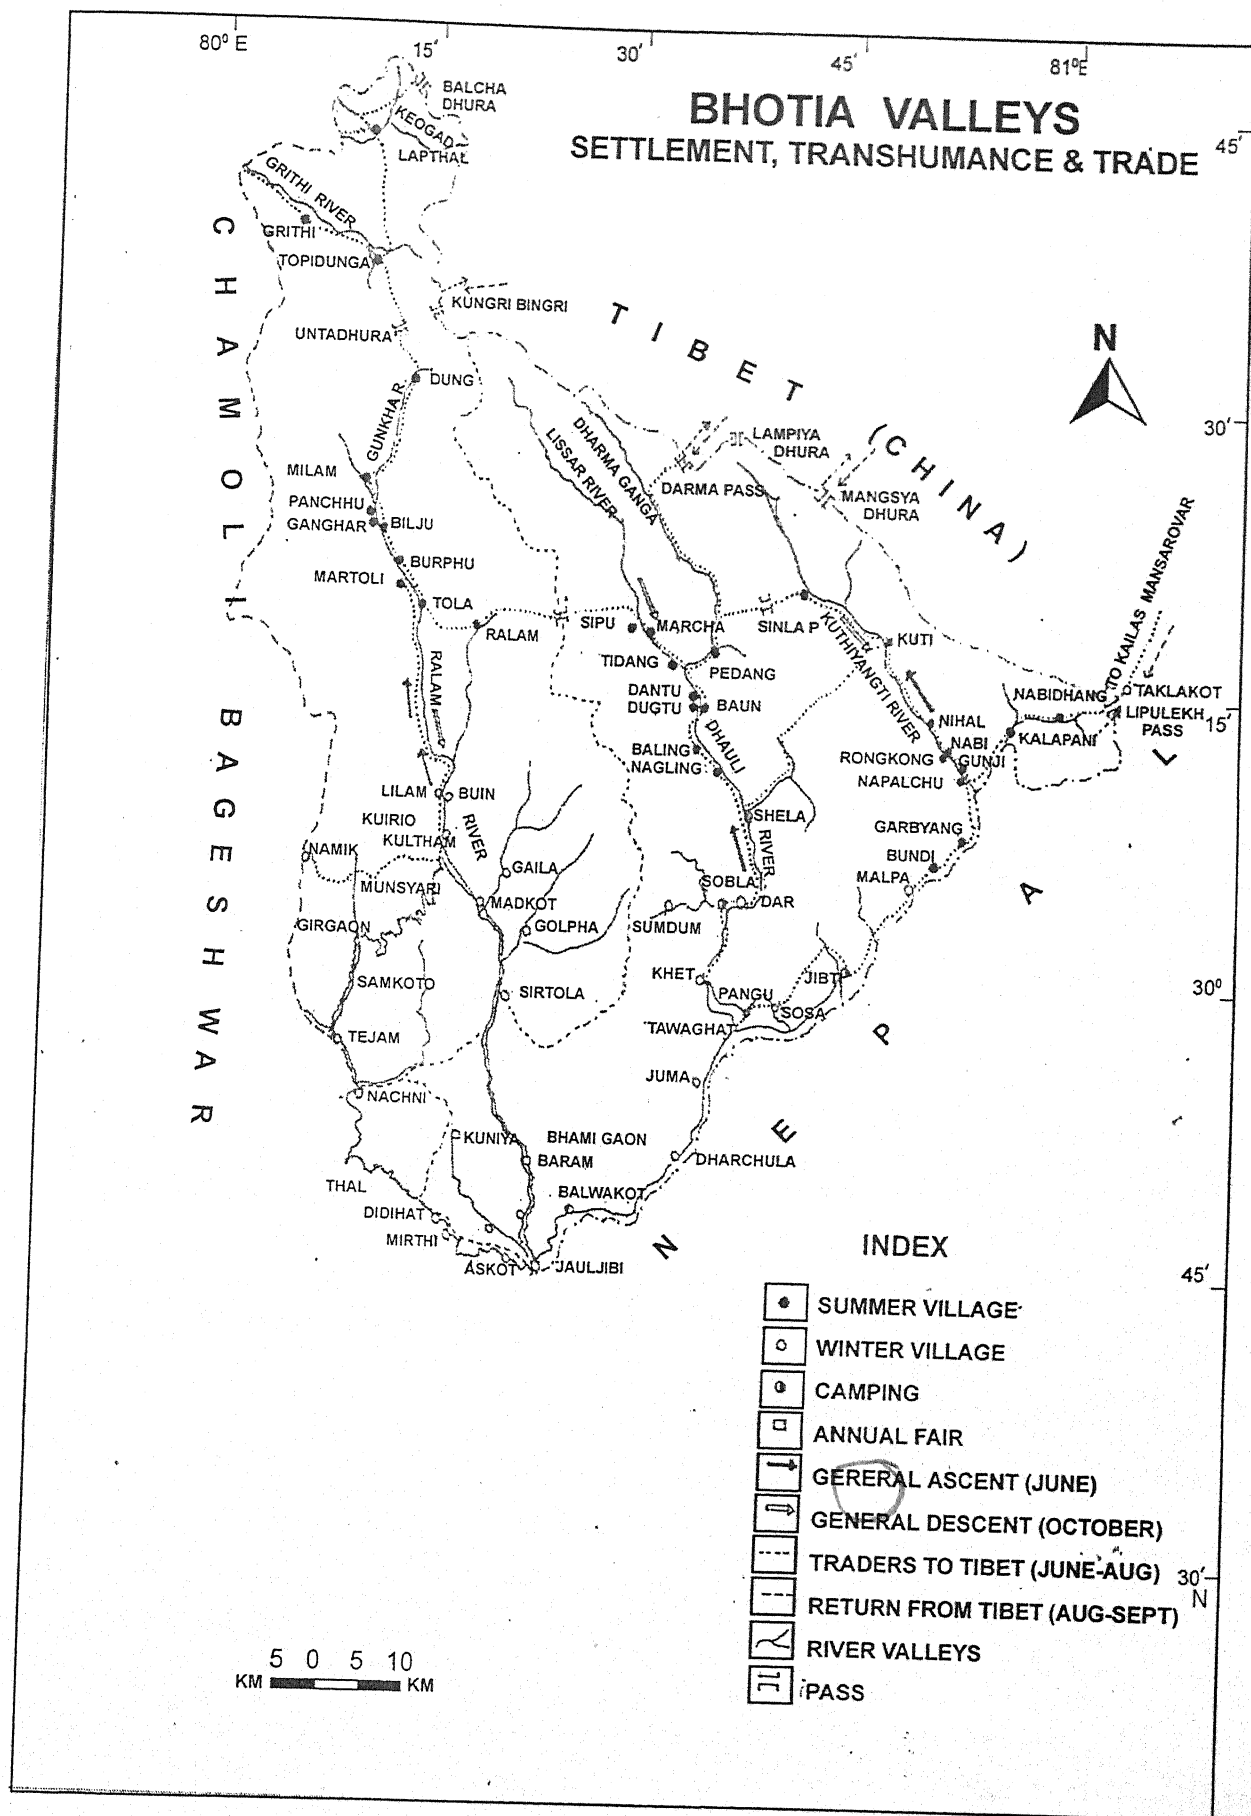 80° E
15′
30′
45′
81°E
BHOTIA VALLEYS
SETTLEMENT, TRANSHUMANCE & TRADE
45′
BALCHA
DHURA
KEOGAD
LAPTHAL
GRITHI RIVER
GRITHI
TOPIDUNGA
KUNGRI BINGRI
UNTADHURA
DUNG
GUNKHA R.
CHAMOLI
TIBET (CHINA)
N
30′
DHARMA GANGA
LISSAR RIVER
LAMPIYA
DHURA
DARMA PASS
MANGSYA
DHURA
MILAM
PANCHHU
GANGHAR
BILJU
BURPHU
MARTOLI
TOLA
RALAM
SIPU
MARCHA
SINLA P
TIDANG
PEDANG
DANTU
DUGTU
BAUN
KUTHIYANGTI RIVER
KUTI
TO KAILAS MANSAROVAR
NABIDHANG
TAKLAKOT
LIPULEKH
PASS
15′
KALAPANI
NIHAL
NABI
RONGKONG
GUNJI
NAPALCHU
RALAM
RIVER
BALING
NAGLING
DHAULI
RIVER
SHELA
GARBYANG
BUNDI
MALPA
BAGESHWAR
LILAM
BUIN
KUIRIO
KULTHAM
NAMIK
MUNSYARI
GAILA
MADKOT
GIRGAON
GOLPHA
SOBLA
DAR
SUMDUM
SAMKOTO
SIRTOLA
KHET
PANGU
JIBTI
SOSA
TAWAGHAT
30°
TEJAM
JUMA
NACHNI
KUNIYA
BHAMI GAON
BARAM
DHARCHULA
THAL
BALWAKOT
DIDIHAT
MIRTHI
ASKOT
JAULJIBI
NEPAL
INDEX
45′
SUMMER VILLAGE
WINTER VILLAGE
CAMPING
ANNUAL FAIR
GERERAL ASCENT (JUNE)
GENERAL DESCENT (OCTOBER)
TRADERS TO TIBET (JUNE-AUG)
30′
N
RETURN FROM TIBET (AUG-SEPT)
RIVER VALLEYS
PASS
5 0 5 10
KM KM